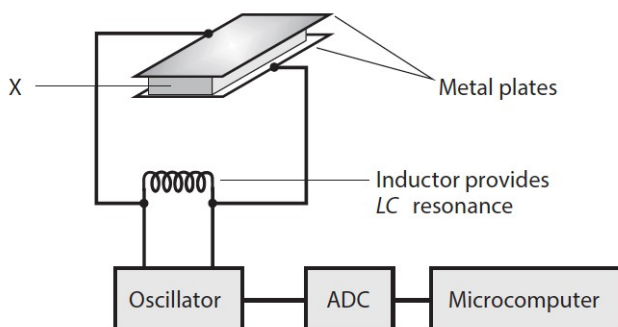 X
Metal plates
Inductor provides
LC resonance
Oscillator
ADC
Microcomputer